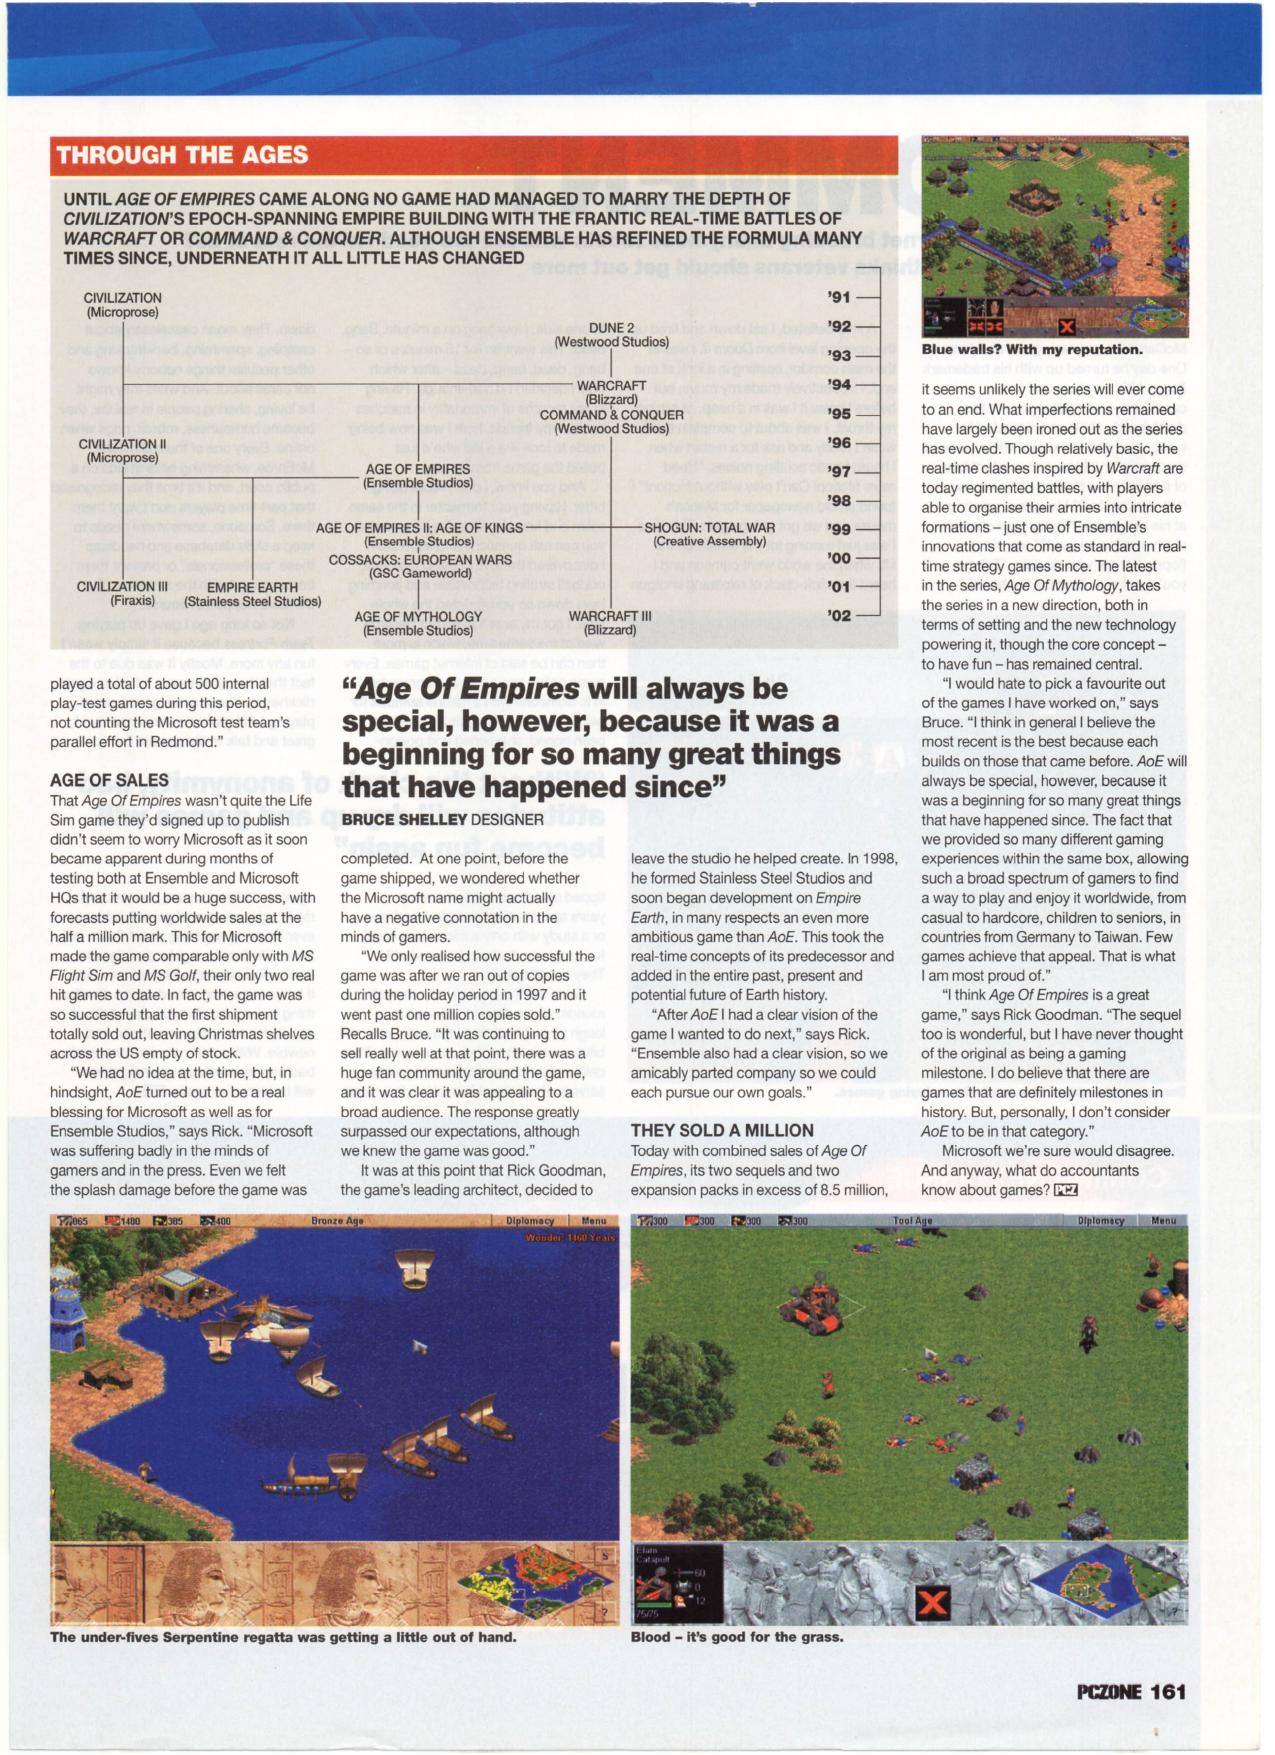 THROUGH THE AGES
UNTIL AGE OF EMPIRES CAME ALONG NO GAME HAD MANAGED TO MARRY THE DEPTH OF
CIVILIZATION'S EPOCH-SPANNING EMPIRE BUILDING WITH THE FRANTIC REAL-TIME BATTLES OF
WARCRAFT OR COMMAND & CONQUER. ALTHOUGH ENSEMBLE HAS REFINED THE FORMULA MANY
TIMES SINCE, UNDERNEATH IT ALL LITTLE HAS CHANGED
'91
'92
'93
'94
'95
'96
'97
'98
'99
'00
'01
'02
CIVILIZATION
(Microprose)
DUNE 2
(Westwood Studios)
WARCRAFT
(Blizzard)
COMMAND & CONQUER
(Westwood Studios)
CIVILIZATION II
(Microprose)
AGE OF EMPIRES
(Ensemble Studios)
AGE OF EMPIRES II: AGE OF KINGS
(Ensemble Studios)
SHOGUN: TOTAL WAR
(Creative Assembly)
COSSACKS: EUROPEAN WARS
(GSC Gameworld)
CIVILIZATION III
(Firaxis)
EMPIRE EARTH
(Stainless Steel Studios)
AGE OF MYTHOLOGY
(Ensemble Studios)
WARCRAFT III
(Blizzard)
played a total of about 500 internal
play-test games during this period,
not counting the Microsoft test team's
parallel effort in Redmond."
AGE OF SALES
That Age Of Empires wasn't quite the Life
Sim game they'd signed up to publish
didn't seem to worry Microsoft as it soon
became apparent during months of
testing both at Ensemble and Microsoft
HQs that it would be a huge success, with
forecasts putting worldwide sales at the
half a million mark. This for Microsoft
made the game comparable only with MS
Flight Sim and MS Golf, their only two real
hit games to date. In fact, the game was
so successful that the first shipment
totally sold out, leaving Christmas shelves
across the US empty of stock.
"We had no idea at the time, but, in
hindsight, AoE turned out to be a real
blessing for Microsoft as well as for
Ensemble Studios," says Rick. "Microsoft
was suffering badly in the minds of
gamers and in the press. Even we felt
the splash damage before the game was
"Age Of Empires will always be
special, however, because it was a
beginning for so many great things
that have happened since"
BRUCE SHELLEY DESIGNER
completed. At one point, before the
game shipped, we wondered whether
the Microsoft name might actually
have a negative connotation in the
minds of gamers.
"We only realised how successful the
game was after we ran out of copies
during the holiday period in 1997 and it
went past one million copies sold."
Recalls Bruce. "It was continuing to
sell really well at that point, there was a
huge fan community around the game,
and it was clear it was appealing to a
broad audience. The response greatly
surpassed our expectations, although
we knew the game was good."
It was at this point that Rick Goodman,
the game's leading architect, decided to
leave the studio he helped create. In 1998,
he formed Stainless Steel Studios and
soon began development on Empire
Earth, in many respects an even more
ambitious game than AoE. This took the
real-time concepts of its predecessor and
added in the entire past, present and
potential future of Earth history.
"After AoE I had a clear vision of the
game I wanted to do next," says Rick.
"Ensemble also had a clear vision, so we
amicably parted company so we could
each pursue our own goals."
THEY SOLD A MILLION
Today with combined sales of Age Of
Empires, its two sequels and two
expansion packs in excess of 8.5 million,
Blue walls? With my reputation.
it seems unlikely the series will ever come
to an end. What imperfections remained
have largely been ironed out as the series
has evolved. Though relatively basic, the
real-time clashes inspired by Warcraft are
today regimented battles, with players
able to organise their armies into intricate
formations – just one of Ensemble's
innovations that come as standard in real-
time strategy games since. The latest
in the series, Age Of Mythology, takes
the series in a new direction, both in
terms of setting and the new technology
powering it, though the core concept –
to have fun – has remained central.
"I would hate to pick a favourite out
of the games I have worked on," says
Bruce. "I think in general I believe the
most recent is the best because each
builds on those that came before. AoE will
always be special, however, because it
was a beginning for so many great things
that have happened since. The fact that
we provided so many different gaming
experiences within the same box, allowing
such a broad spectrum of gamers to find
a way to play and enjoy it worldwide, from
casual to hardcore, children to seniors, in
countries from Germany to Taiwan. Few
games achieve that appeal. That is what
I am most proud of."
"I think Age Of Empires is a great
game," says Rick Goodman. "The sequel
too is wonderful, but I have never thought
of the original as being a gaming
milestone. I do believe that there are
games that are definitely milestones in
history. But, personally, I don't consider
AoE to be in that category."
Microsoft we're sure would disagree.
And anyway, what do accountants
know about games? PCZ
865 1480 385 400 Bronze Age Diplomacy Menu
Wonder: 1460 Years
S
?
The under-fives Serpentine regatta was getting a little out of hand.
300 300 300 300 Tool Age Diplomacy Menu
Elam
Catapult
60
0
12
75/75
Blood – it's good for the grass.
PCZONE 161